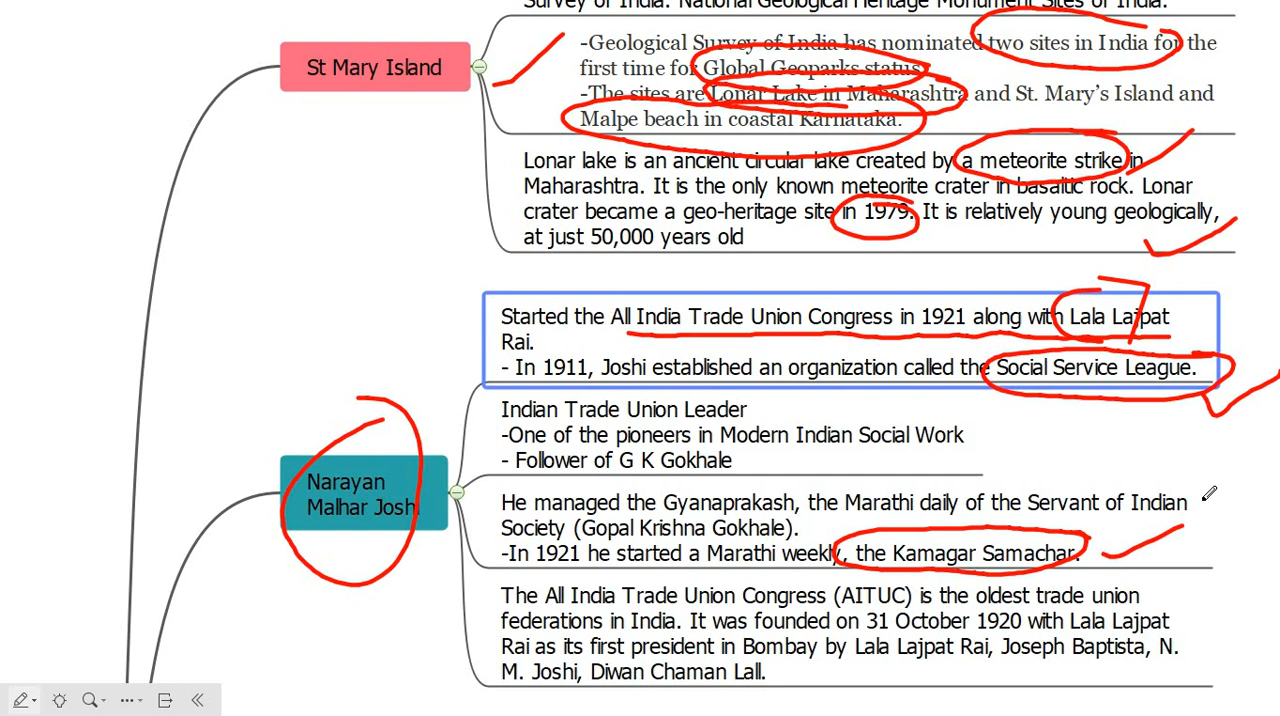 Survey of India. National Geological Heritage Monument Sites of India.
St Mary Island
-Geological Survey of India has nominated two sites in India for the
first time for Global Geoparks status.
-The sites are Lonar Lake in Maharashtra and St. Mary's Island and
Malpe beach in coastal Karnataka.
Lonar lake is an ancient circular lake created by a meteorite strike in
Maharashtra. It is the only known meteorite crater in basaltic rock. Lonar
crater became a geo-heritage site in 1979. It is relatively young geologically,
at just 50,000 years old
Started the All India Trade Union Congress in 1921 along with Lala Lajpat
Rai.
- In 1911, Joshi established an organization called the Social Service League.
Indian Trade Union Leader
-One of the pioneers in Modern Indian Social Work
- Follower of G K Gokhale
Narayan
Malhar Joshi
He managed the Gyanaprakash, the Marathi daily of the Servant of Indian
Society (Gopal Krishna Gokhale).
-In 1921 he started a Marathi weekly, the Kamagar Samachar.
The All India Trade Union Congress (AITUC) is the oldest trade union
federations in India. It was founded on 31 October 1920 with Lala Lajpat
Rai as its first president in Bombay by Lala Lajpat Rai, Joseph Baptista, N.
M. Joshi, Diwan Chaman Lall.